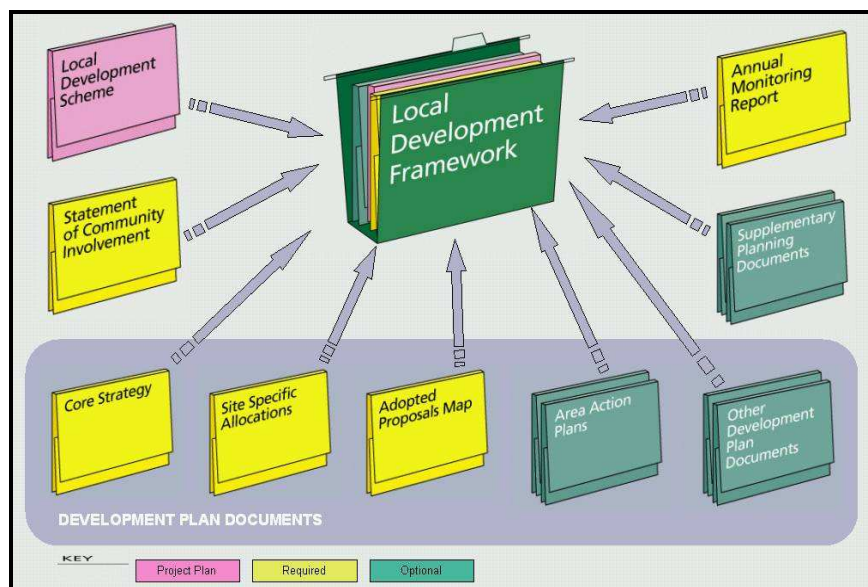 Local
Development
Scheme
Local
Development
Framework
Annual
Monitoring
Report
Statement
of Community
Involvement
Supplementary
Planning
Documents
Core Strategy
Site Specific
Allocations
Adopted
Proposals Map
Area Action
Plans
Other
Development
Plan
Documents
DEVELOPMENT PLAN DOCUMENTS
KEY
Project Plan
Required
Optional